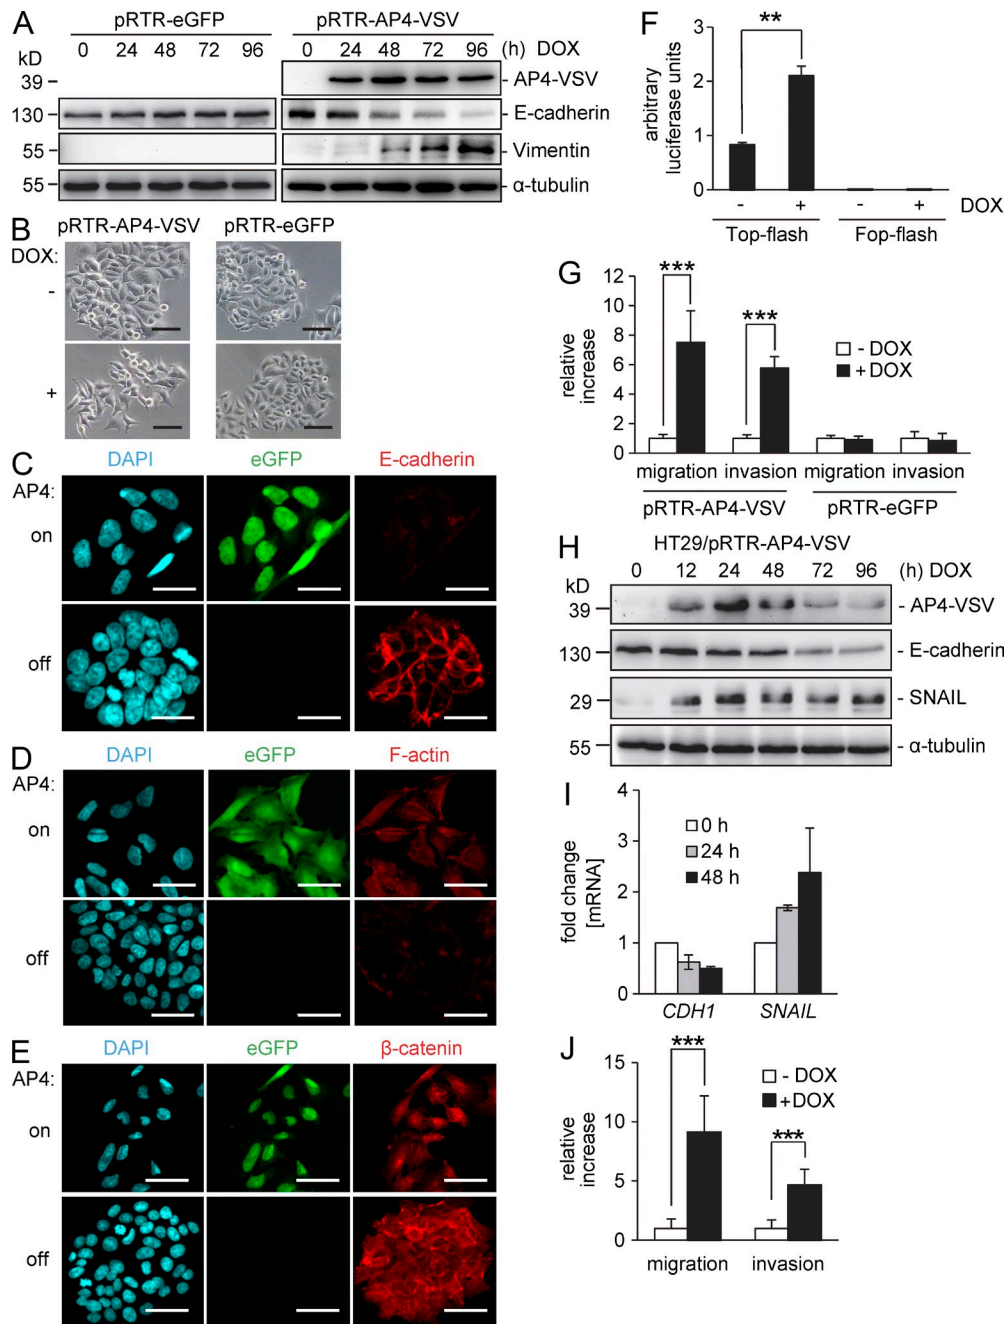 A
pRTR-eGFP
pRTR-AP4-VSV
kD
0 24 48 72 96
0 24 48 72 96 (h) DOX
39
- AP4-VSV
130
- E-cadherin
55
- Vimentin
55
- α-tubulin
B
pRTR-AP4-VSV
pRTR-eGFP
DOX:
-
+
C
DAPI
eGFP
E-cadherin
AP4:
on
off
D
DAPI
eGFP
F-actin
AP4:
on
off
E
DAPI
eGFP
β-catenin
AP4:
on
off
F
arbitrary
luciferase units
3
2
1
0
**
- + - + DOX
Top-flash
Fop-flash
G
relative
increase
12
10
8
6
4
2
0
***
***
- DOX
+ DOX
migration invasion migration invasion
pRTR-AP4-VSV
pRTR-eGFP
H
HT29/pRTR-AP4-VSV
kD
0 12 24 48 72 96 (h) DOX
39
- AP4-VSV
130
- E-cadherin
29
- SNAIL
55
- α-tubulin
I
fold change
[mRNA]
4
3
2
1
0
0 h
24 h
48 h
CDH1
SNAIL
J
relative
increase
15
10
5
0
***
***
- DOX
+ DOX
migration
invasion